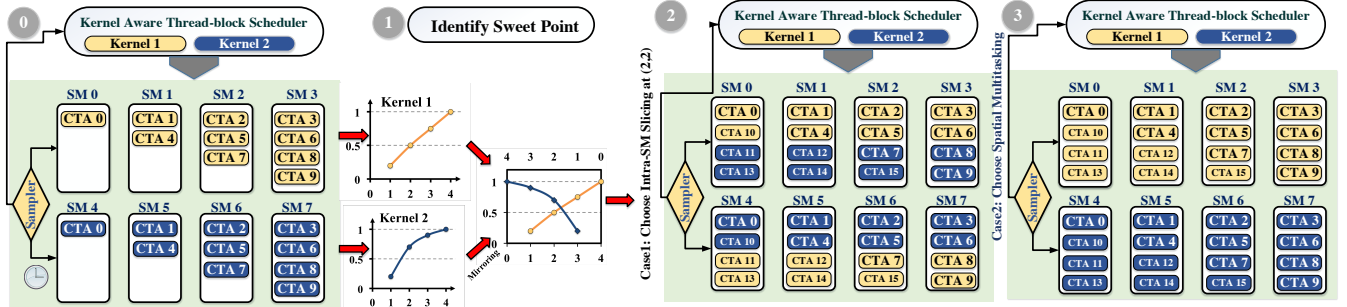 0
Kernel Aware Thread-block Scheduler
Kernel 1 Kernel 2
SM 0 SM 1 SM 2 SM 3
CTA 0 CTA 1 CTA 2 CTA 3
CTA 4 CTA 5 CTA 6
CTA 7 CTA 8
CTA 9
Sampler
SM 4 SM 5 SM 6 SM 7
CTA 0 CTA 1 CTA 2 CTA 3
CTA 4 CTA 5 CTA 6
CTA 7 CTA 8
CTA 9
1
Identify Sweet Point
Kernel 1
1
0.5
0
0 1 2 3 4
Kernel 2
1
0.5
0
0 1 2 3 4
Mirroring
4 3 2 1 0
1
0.5
0
0 1 2 3 4
Case1: Choose Intra-SM Slicing at (2,2)
2
Kernel Aware Thread-block Scheduler
Kernel 1 Kernel 2
SM 0 SM 1 SM 2 SM 3
CTA 0 CTA 1 CTA 2 CTA 3
CTA 10 CTA 4 CTA 5 CTA 6
CTA 11 CTA 12 CTA 7 CTA 8
CTA 13 CTA 14 CTA 15 CTA 9
Sampler
SM 4 SM 5 SM 6 SM 7
CTA 0 CTA 1 CTA 2 CTA 3
CTA 10 CTA 4 CTA 5 CTA 6
CTA 11 CTA 12 CTA 7 CTA 8
CTA 13 CTA 14 CTA 15 CTA 9
Case2: Choose Spatial Multitasking
3
Kernel Aware Thread-block Scheduler
Kernel 1 Kernel 2
SM 0 SM 1 SM 2 SM 3
CTA 0 CTA 1 CTA 2 CTA 3
CTA 10 CTA 4 CTA 5 CTA 6
CTA 11 CTA 12 CTA 7 CTA 8
CTA 13 CTA 14 CTA 15 CTA 9
Sampler
SM 4 SM 5 SM 6 SM 7
CTA 0 CTA 1 CTA 2 CTA 3
CTA 10 CTA 4 CTA 5 CTA 6
CTA 11 CTA 12 CTA 7 CTA 8
CTA 13 CTA 14 CTA 15 CTA 9